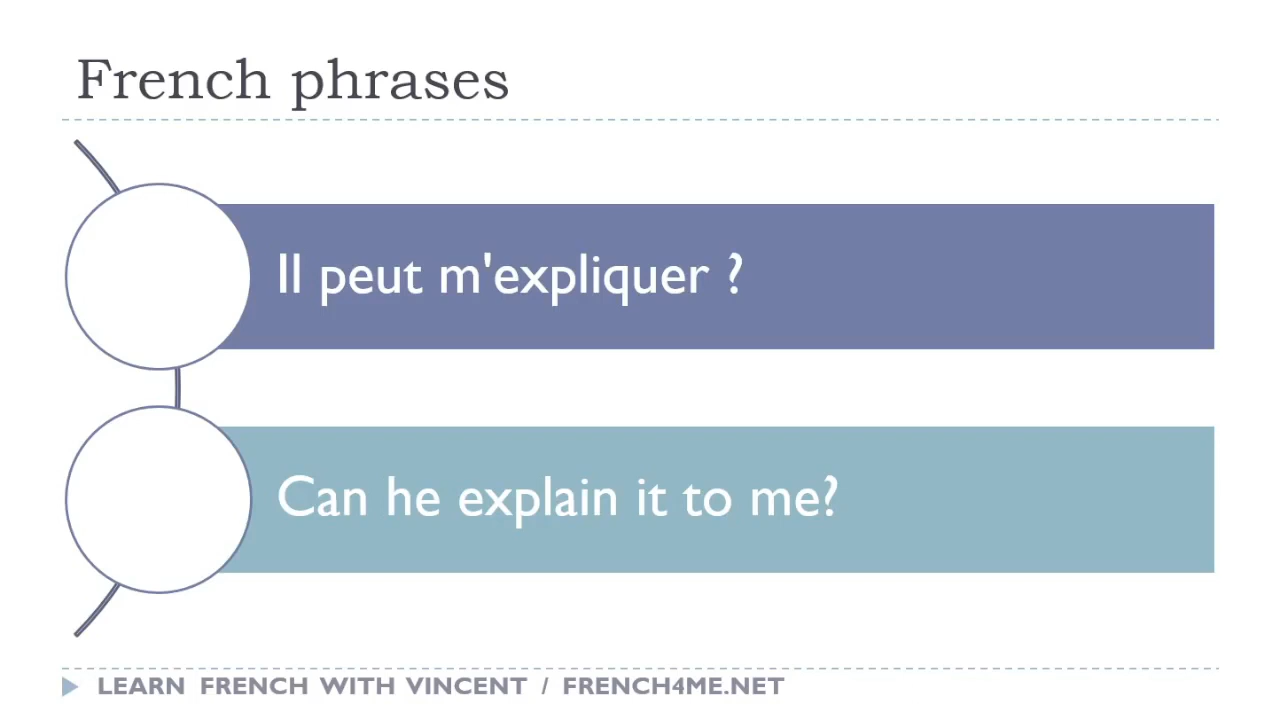 French phrases
Il peut m'expliquer ?
Can he explain it to me?
LEARN FRENCH WITH VINCENT / FRENCH4ME.NET